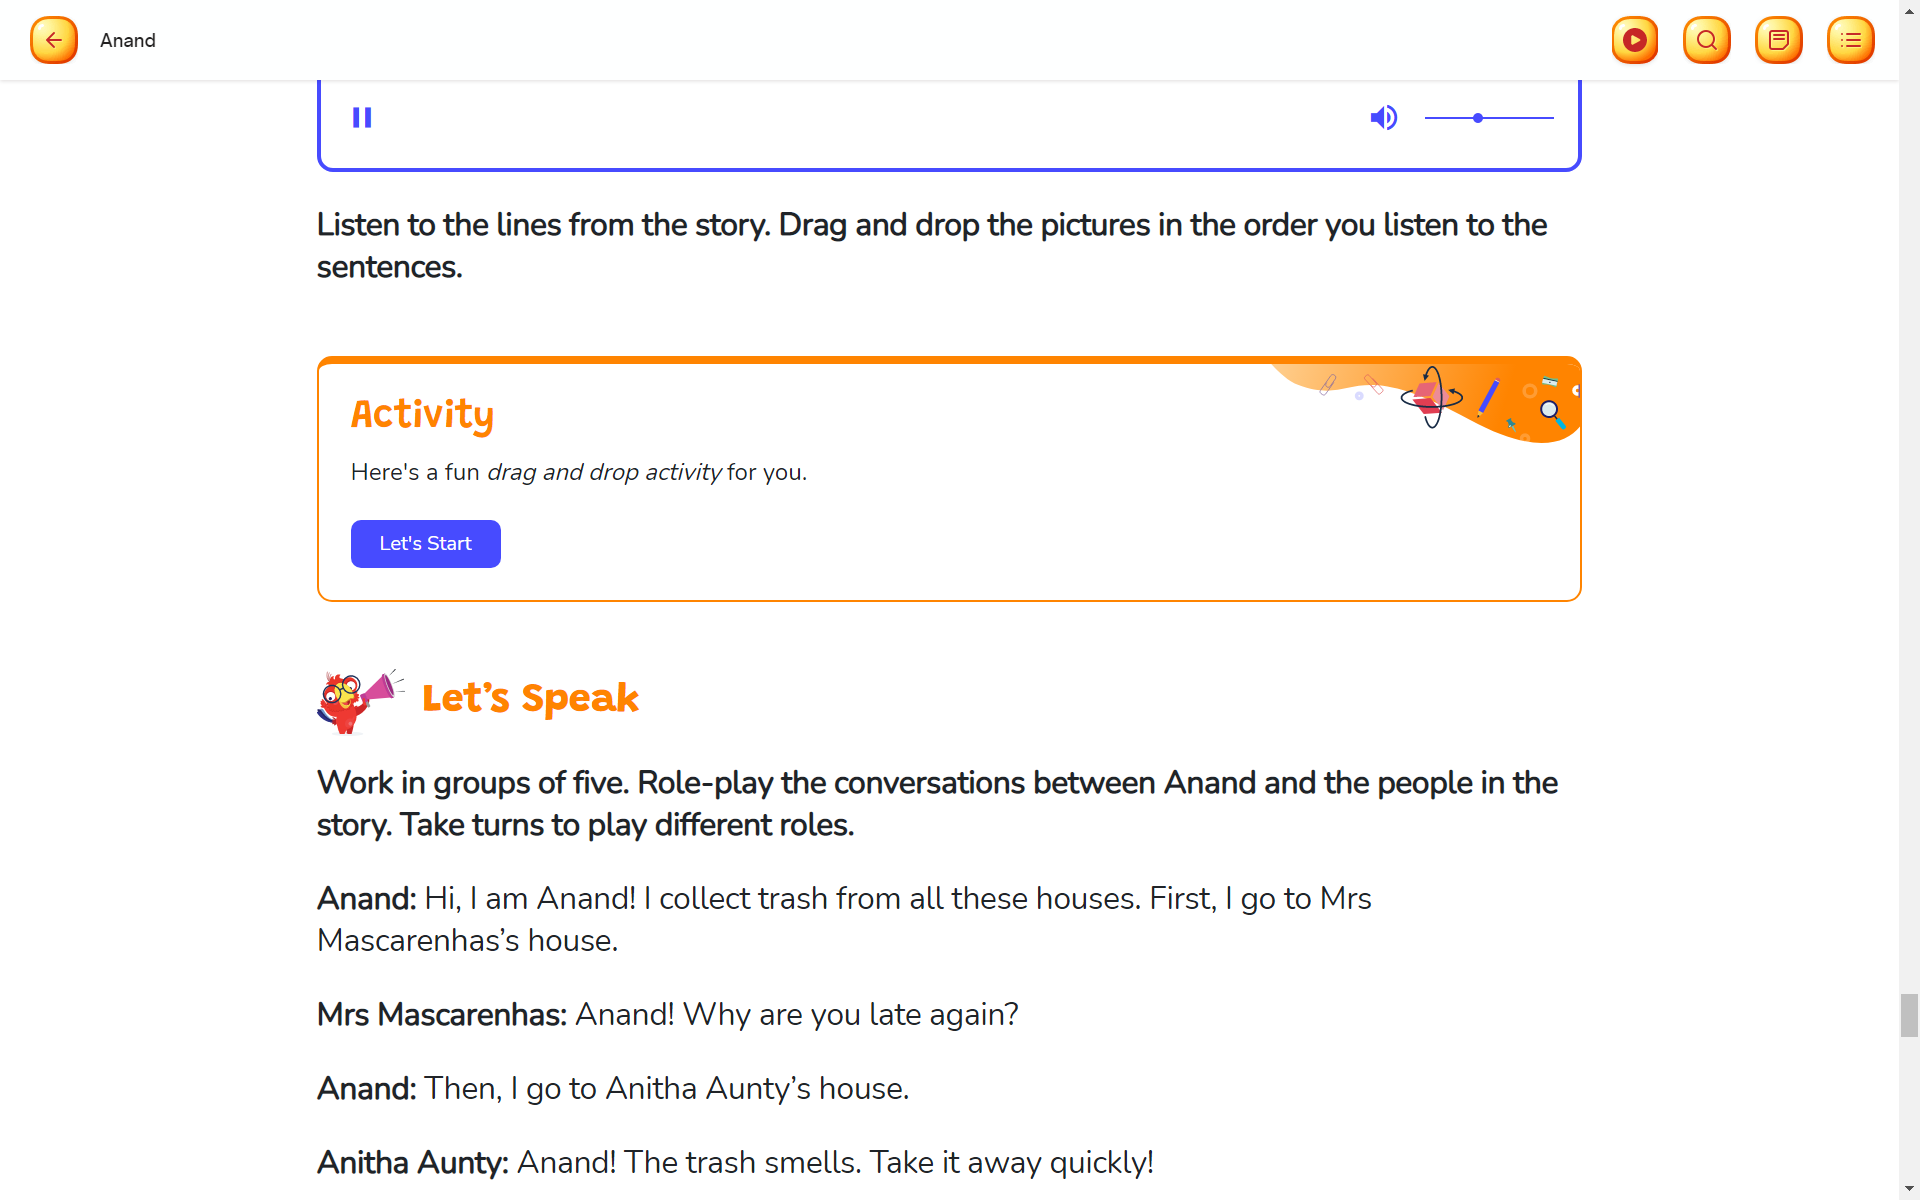 Anand
Listen to the lines from the story. Drag and drop the pictures in the order you listen to the
sentences.
Activity
Here's a fun drag and drop activity for you.
Let's Start
Let’s Speak
Work in groups of five. Role-play the conversations between Anand and the people in the
story. Take turns to play different roles.
Anand: Hi, I am Anand! I collect trash from all these houses. First, I go to Mrs
Mascarenhas’s house.
Mrs Mascarenhas: Anand! Why are you late again?
Anand: Then, I go to Anitha Aunty’s house.
Anitha Aunty: Anand! The trash smells. Take it away quickly!